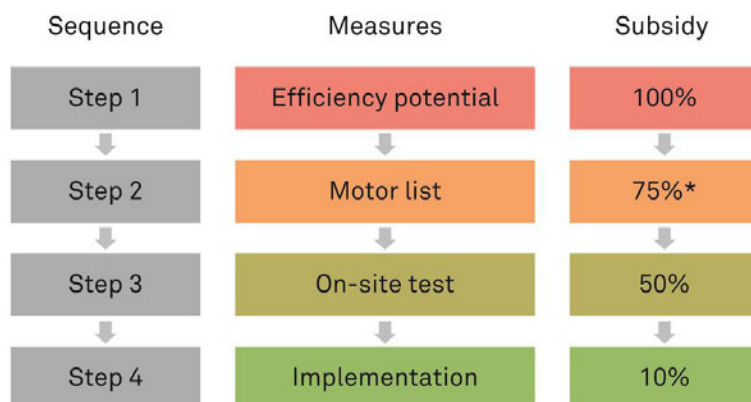 Sequence Measures Subsidy
Step 1 Efficiency potential 100%
Step 2 Motor list 75%*
Step 3 On-site test 50%
Step 4 Implementation 10%